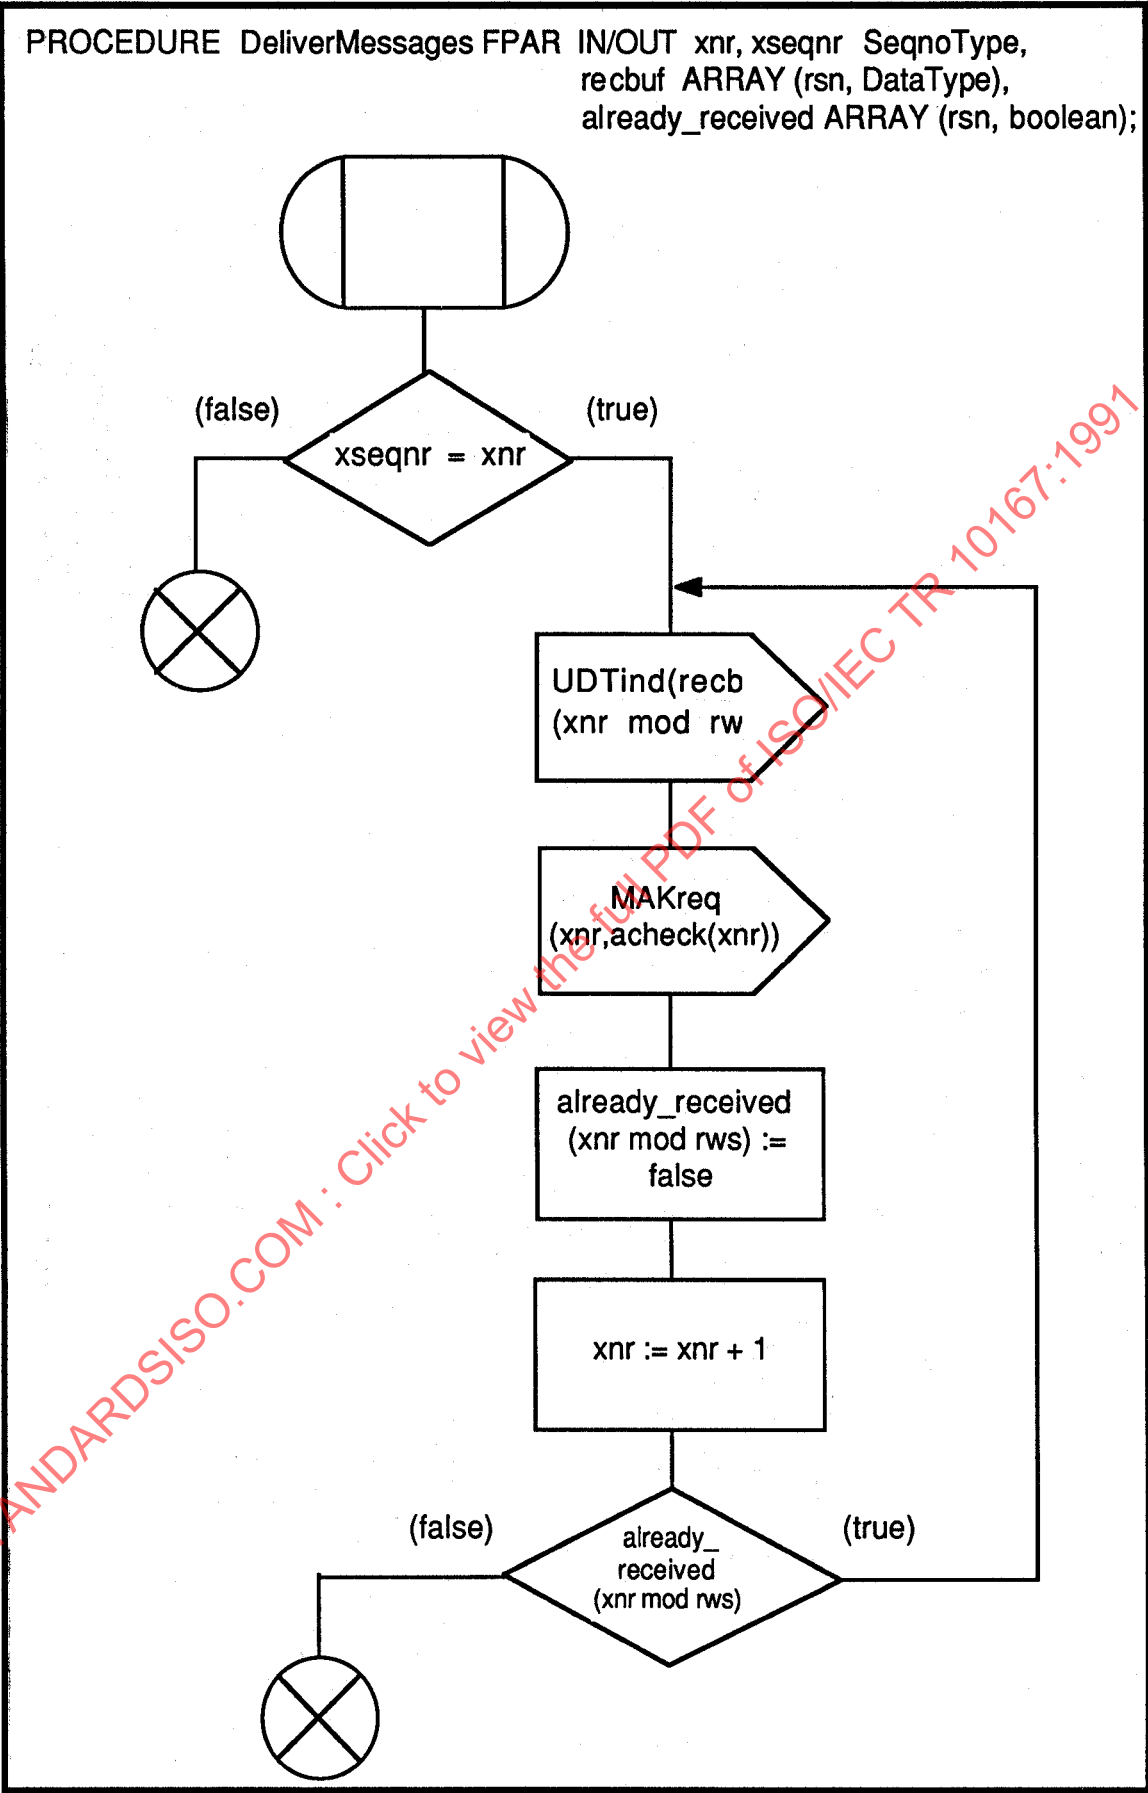 PROCEDURE DeliverMessages FPAR IN/OUT xnr, xseqnr SeqnoType,
recbuf ARRAY (rsn, DataType),
already_received ARRAY (rsn, boolean);
(false)
(true)
xseqnr = xnr
UDTind(recb
(xnr mod rw
MAKreq
(xnr,acheck(xnr))
already_received
(xnr mod rws) :=
false
xnr := xnr + 1
(false)
(true)
already_
received
(xnr mod rws)
ANDARDSISO.COM : Click to view the full PDF of ISO/IEC TR 10167:1991